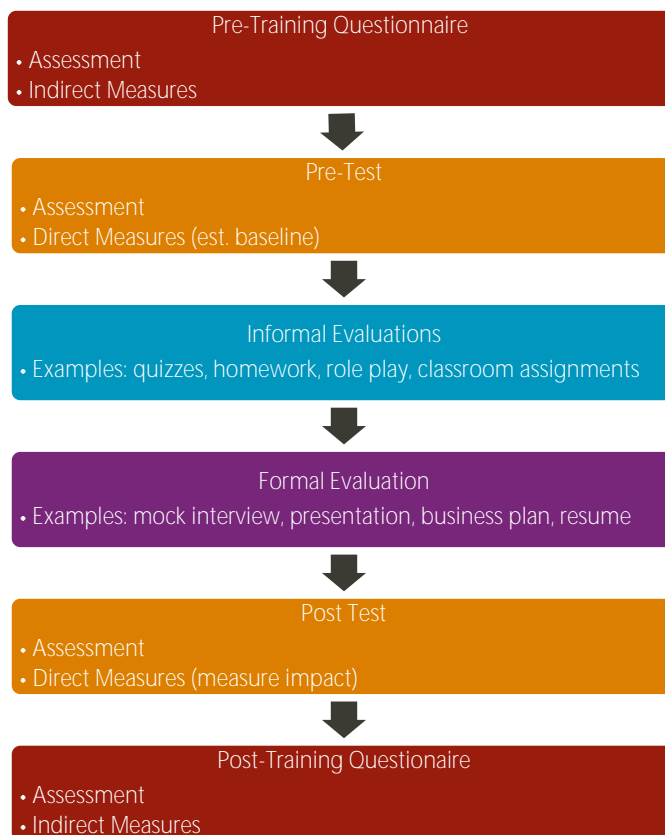 Pre-Training Questionnaire
• Assessment
• Indirect Measures
Pre-Test
• Assessment
• Direct Measures (est. baseline)
Informal Evaluations
• Examples: quizzes, homework, role play, classroom assignments
Formal Evaluation
• Examples: mock interview, presentation, business plan, resume
Post Test
• Assessment
• Direct Measures (measure impact)
Post-Training Questionaire
• Assessment
• Indirect Measures